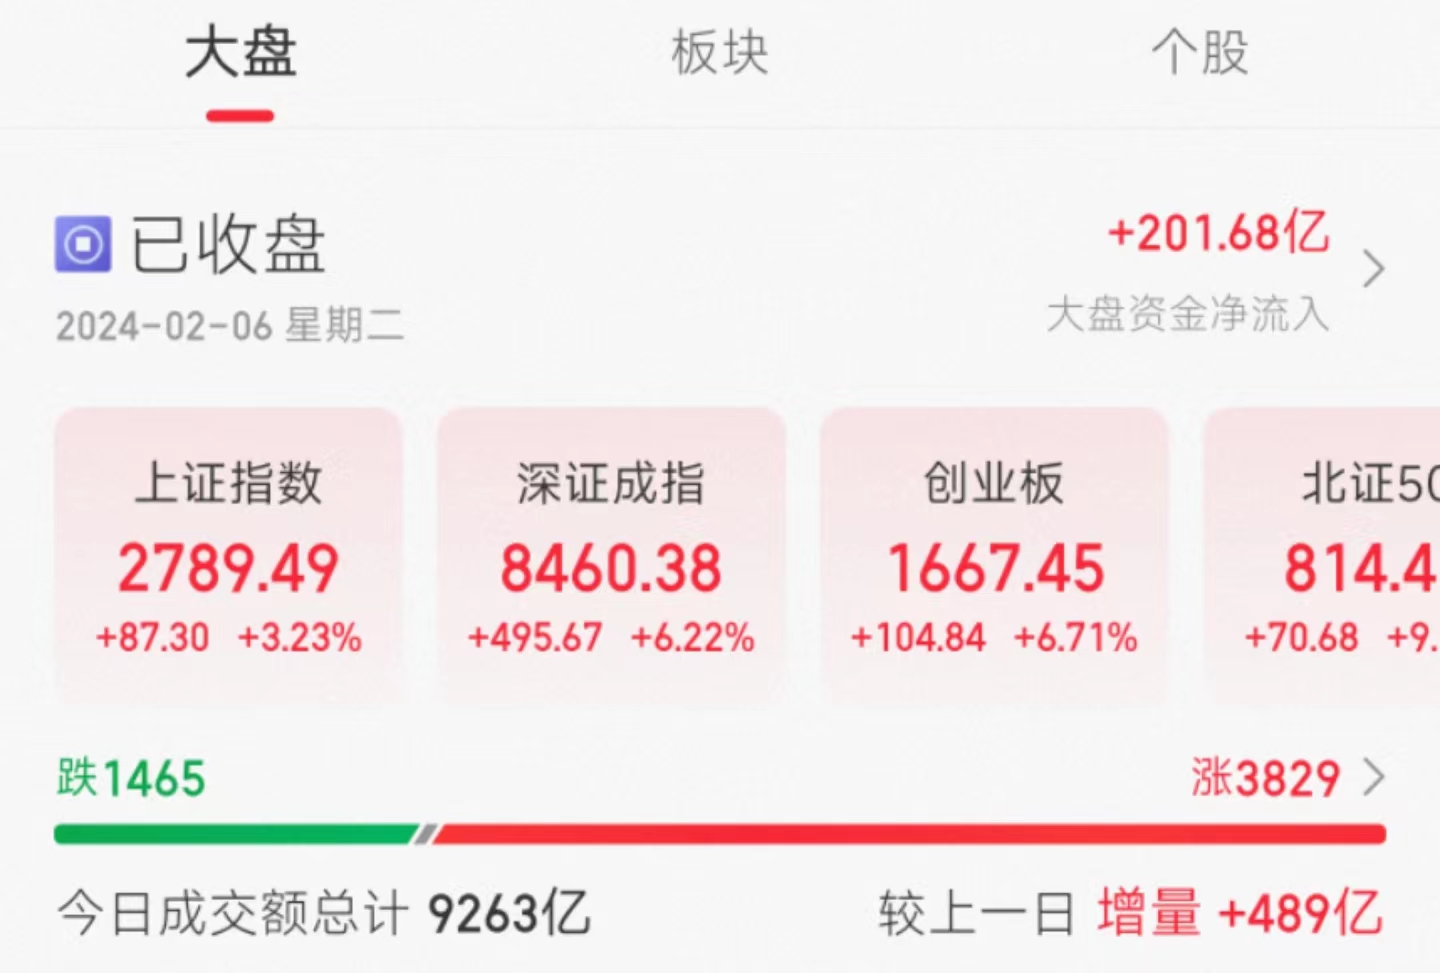 大盘 板块 个股
已收盘 +201.68亿
2024-02-06 星期二 大盘资金净流入
上证指数 深证成指 创业板 北证50
2789.49 8460.38 1667.45 814.4
+87.30 +3.23% +495.67 +6.22% +104.84 +6.71% +70.68 +9.
跌1465 涨3829
今日成交额总计 9263亿 较上一日 增量 +489亿